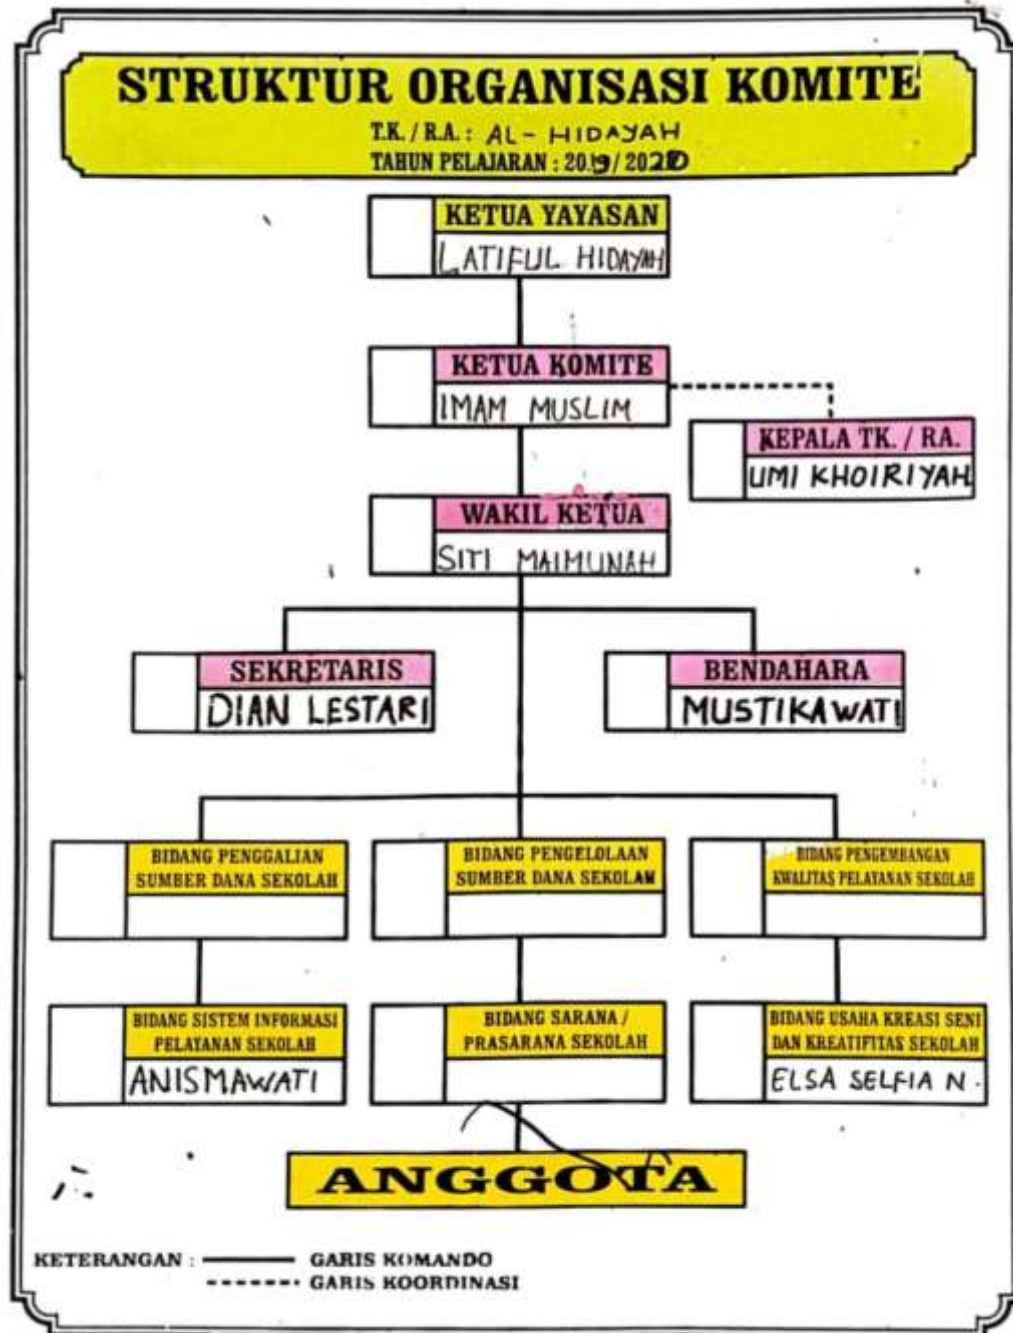 STRUKTUR ORGANISASI KOMITE
T.K. / R.A. : AL - HIDAYAH
TAHUN PELAJARAN : 2019 / 2020
KETUA YAYASAN
LATIFUL HIDAYAH
KETUA KOMITE
IMAM MUSLIM
KEPALA TK. / RA.
UMI KHOIRIYAH
WAKIL KETUA
SITI MAIMUNAH
SEKRETARIS
DIAN LESTARI
BENDAHARA
MUSTIKAWATI
BIDANG PENGGALIAN
SUMBER DANA SEKOLAH
BIDANG PENGELOLAAN
SUMBER DANA SEKOLAH
BIDANG PENGEMBANGAN
KWALITAS PELAYANAN SEKOLAH
BIDANG SISTEM INFORMASI
PELAYANAN SEKOLAH
ANISMAWATI
BIDANG SARANA /
PRASARANA SEKOLAH
BIDANG USAHA KREASI SENI
DAN KREATIFITAS SEKOLAH
ELSA SELFIA N.
ANGGOTA
KETERANGAN : GARIS KOMANDO
GARIS KOORDINASI